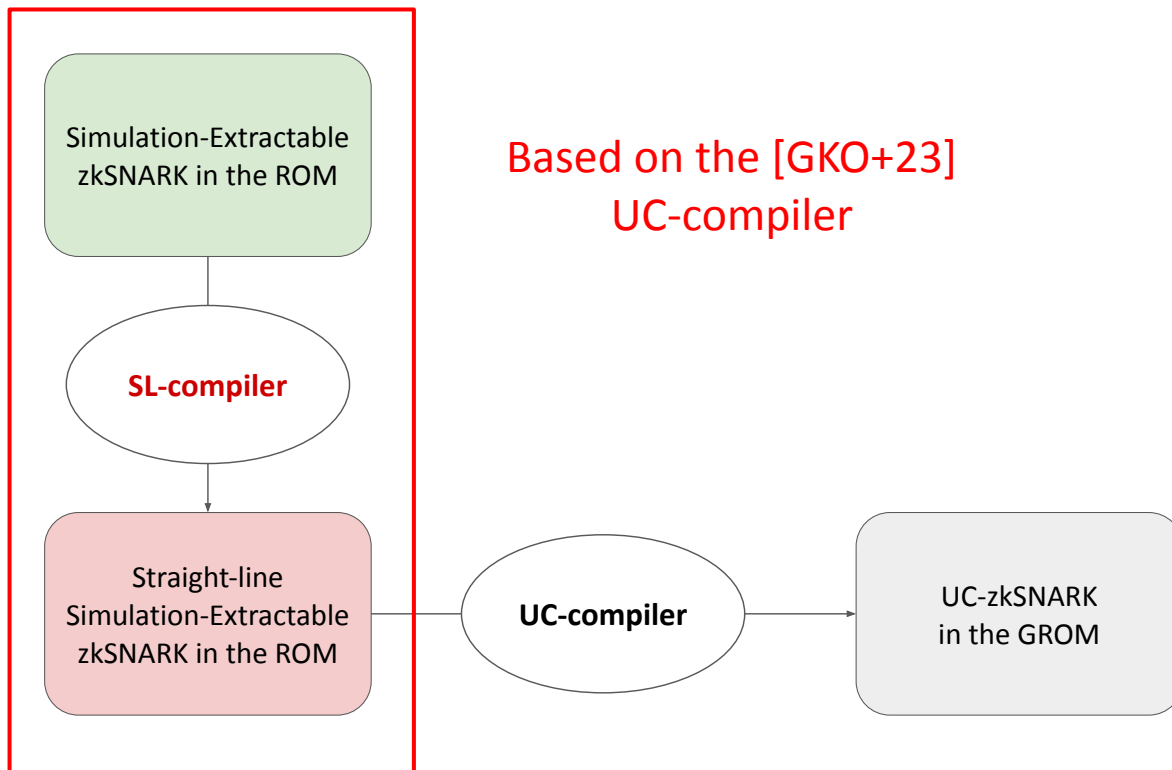 Simulation-Extractable
zkSNARK in the ROM
Based on the [GKO+23]
UC-compiler
SL-compiler
Straight-line
Simulation-Extractable
zkSNARK in the ROM
UC-compiler
UC-zkSNARK
in the GROM